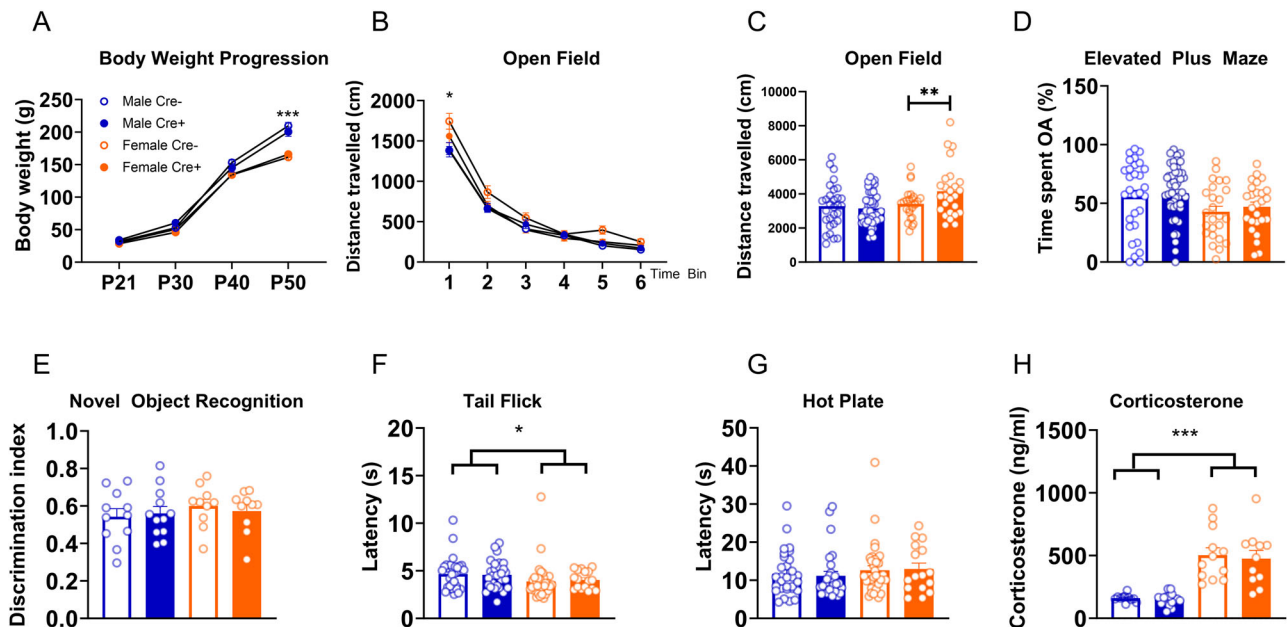 A
Body Weight Progression
Body weight (g)
250
200
150
100
50
0
P21 P30 P40 P50
Male Cre-
Male Cre+
Female Cre-
Female Cre+
***
B
Open Field
Distance travelled (cm)
2000
1500
1000
500
0
1 2 3 4 5 6
Time Bin
*
C
Open Field
Distance travelled (cm)
10000
8000
6000
4000
2000
0
**
D
Elevated Plus Maze
Time spent OA (%)
150
100
50
0
E
Novel Object Recognition
Discrimination index
1.0
0.8
0.6
0.4
0.2
0.0
F
Tail Flick
Latency (s)
20
15
10
5
0
*
G
Hot Plate
Latency (s)
50
40
30
20
10
0
H
Corticosterone
Corticosterone (ng/ml)
1500
1000
500
0
***